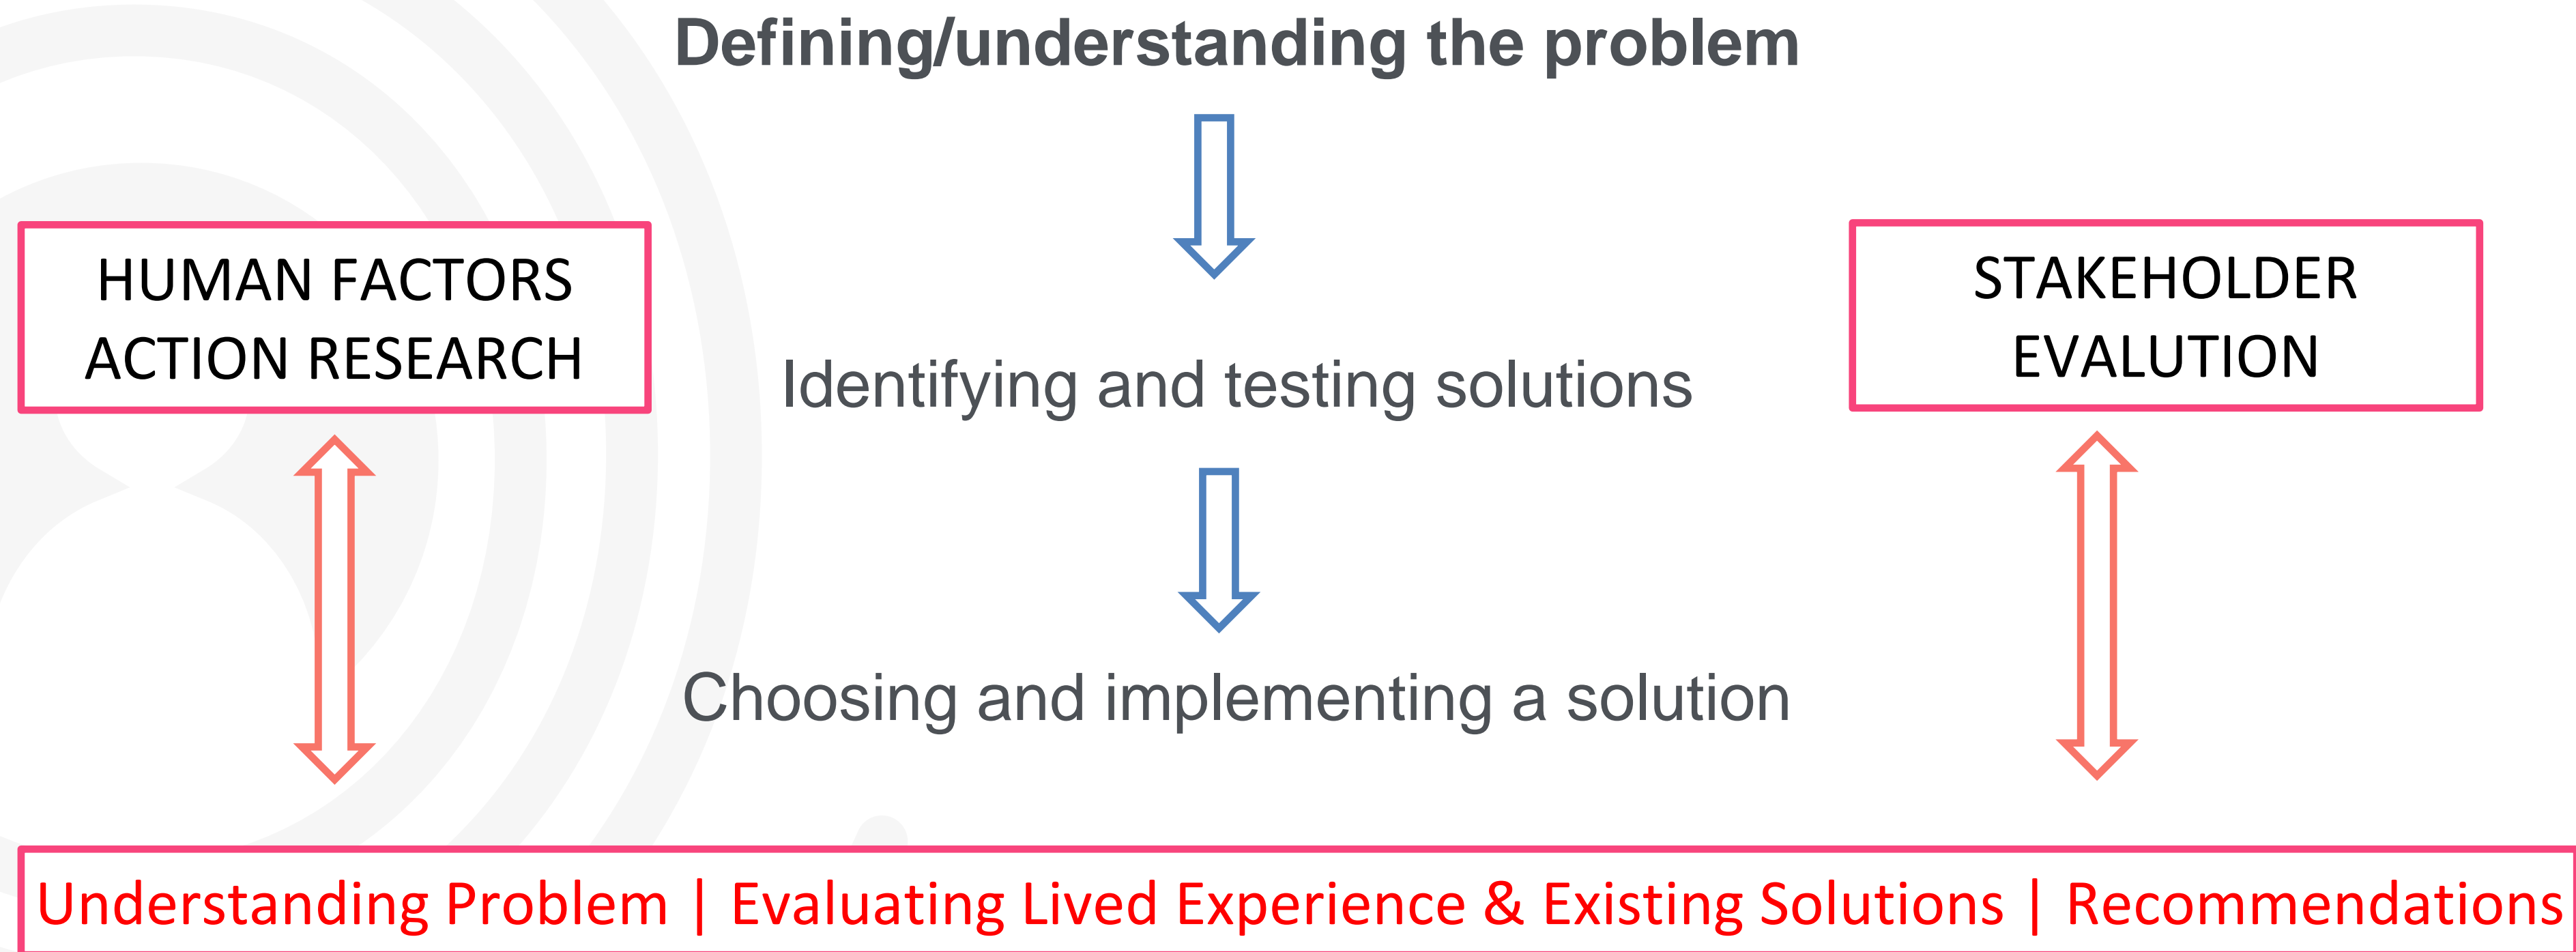 Defining/understanding the problem
HUMAN FACTORS
ACTION RESEARCH
Identifying and testing solutions
STAKEHOLDER
EVALUTION
Choosing and implementing a solution
Understanding Problem | Evaluating Lived Experience & Existing Solutions | Recommendations